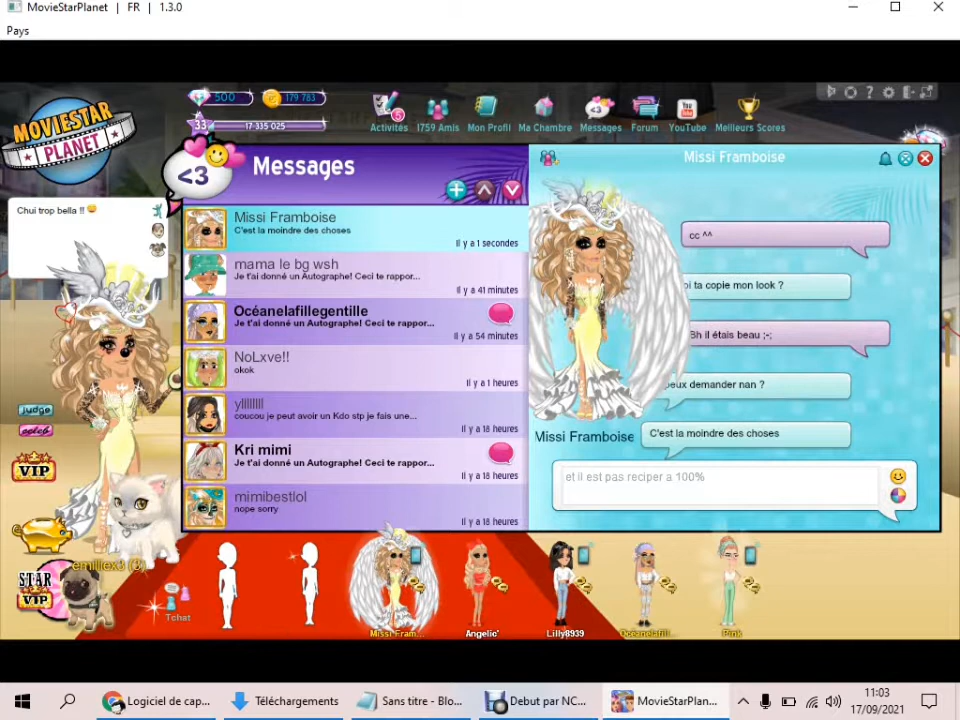 MovieStarPlanet | FR | 1.3.0
Pays
MOVIESTAR
PLANET
500
179 783
33
17 335 025
5
<3
You
Tube
Activités
1759 Amis
Mon Profil
Ma Chambre
Messages
Forum
YouTube
Meilleurs Scores
<3
Messages
Missi Framboise
Chui trop bella !!
Missi Framboise
C'est la moindre des choses
Il y a 1 secondes
mama le bg wsh
Je t'ai donné un Autographe! Ceci te rappor...
Il y a 41 minutes
Océanelafillegentille
Je t'ai donné un Autographe! Ceci te rappor...
Il y a 54 minutes
NoLxve!!
okok
Il y a 1 heures
coucou je peut avoir un Kdo stp je fais une...
Il y a 18 heures
Kri mimi
Je t'ai donné un Autographe! Ceci te rappor...
Il y a 18 heures
mimibestlol
nope sorry
Il y a 18 heures
cc ^^
ta copie mon look ?
il étais beau ;-;
peux demander nan ?
C'est la moindre des choses
Missi Framboise
et il est pas reciper a 100%
judge
celeb
VIP
STAR
VIP
emiliex3
Tchat
Missi Fram...
Angelic'
Lilly8939
Océanelafill...
Pink
Logiciel de cap...
Téléchargements
Sans titre - Blo...
Debut par NC...
MovieStarPlan...
11:03
17/09/2021